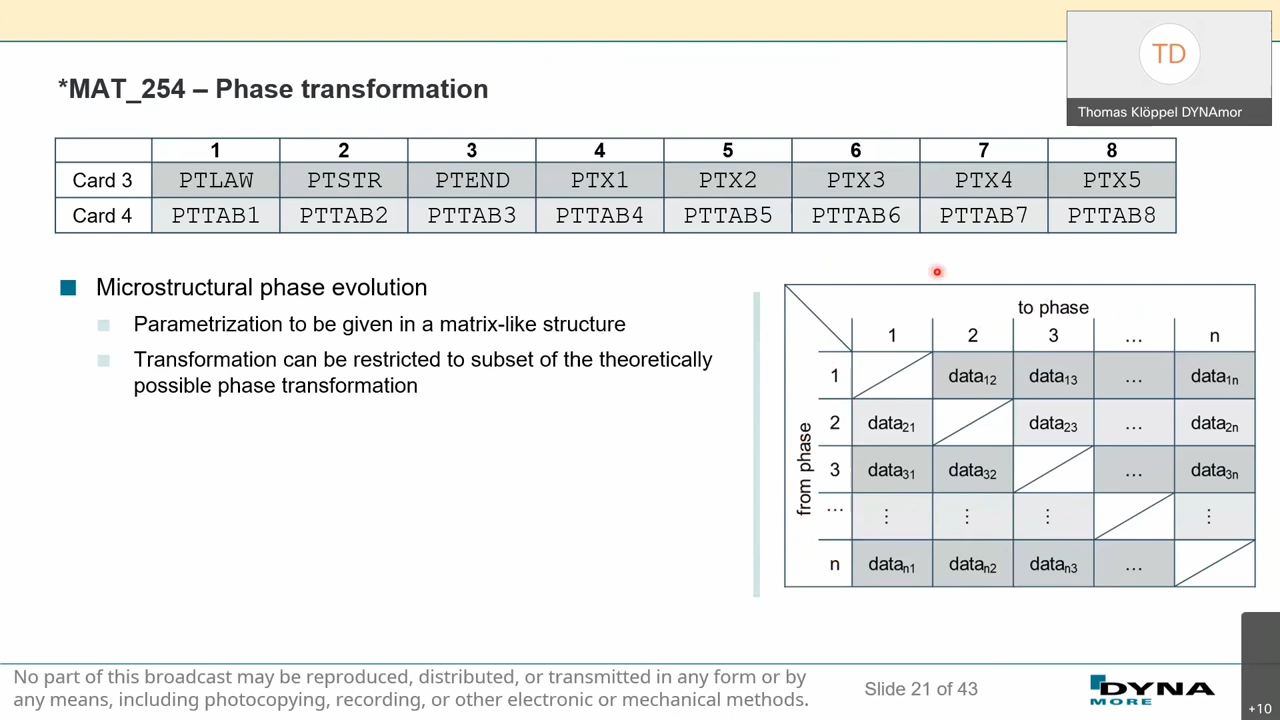 TD
Thomas Klöppel DYNAmor
*MAT_254 – Phase transformation
1 2 3 4 5 6 7 8
Card 3 PTLAW PTSTR PTEND PTX1 PTX2 PTX3 PTX4 PTX5
Card 4 PTTAB1 PTTAB2 PTTAB3 PTTAB4 PTTAB5 PTTAB6 PTTAB7 PTTAB8
Microstructural phase evolution
Parametrization to be given in a matrix-like structure
Transformation can be restricted to subset of the theoretically
possible phase transformation
to phase
1 2 3 … n
from phase
1 data12 data13 … data1n
2 data21 data23 … data2n
3 data31 data32 … data3n
… ⋮ ⋮ ⋮ ⋮
n datan1 datan2 datan3 …
No part of this broadcast may be reproduced, distributed, or transmitted in any form or by
any means, including photocopying, recording, or other electronic or mechanical methods.
Slide 21 of 43
DYNA
MORE
+10